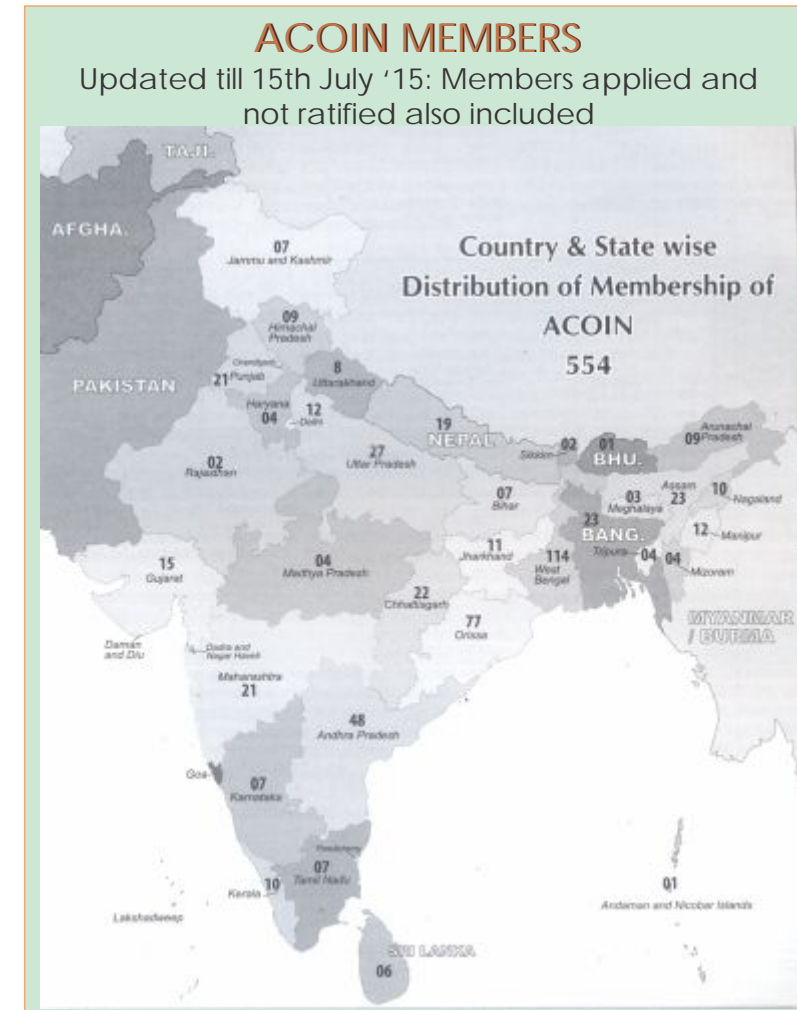 ACOIN MEMBERS
Updated till 15th July ‘15: Members applied and
not ratified also included
TAJI.
AFGHA.
07
Jammu and Kashmir
Country & State wise
Distribution of Membership of
ACOIN
554
09
Himachal
Pradesh
Chandigarh
PAKISTAN
21 Punjab
8
Uttarakhand
Haryana
04
12
Delhi
19
NEPAL
02
Sikkim
01
BHU.
Arunachal
09 Pradesh
02
Rajasthan
27
Uttar Pradesh
07
Bihar
03
Meghalaya
Assam
23
10
Nagaland
23
BANG.
12
Manipur
15
Gujarat
04
Madhya Pradesh
11
Jharkhand
114
West
Bengal
Tripura
04
04
Mizoram
22
Chhattisgarh
77
Orissa
MYANMAR
/ BURMA
Daman
and Diu
Dadra and
Nagar Haveli
Maharashtra
21
48
Andhra Pradesh
Goa
07
Karnataka
Pondicherry
07
Tamil Nadu
10
Kerala
Lakshadweep
01
Andaman and Nicobar Islands
SRI LANKA
06